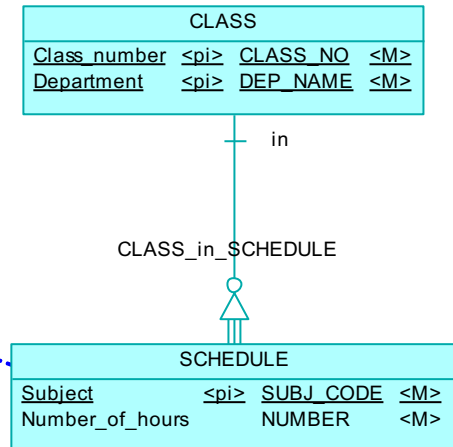 CLASS
Class_number <pi> CLASS_NO <M>
Department <pi> DEP_NAME <M>
in
CLASS_in_SCHEDULE
SCHEDULE
Subject <pi> SUBJ_CODE <M>
Number_of_hours NUMBER <M>